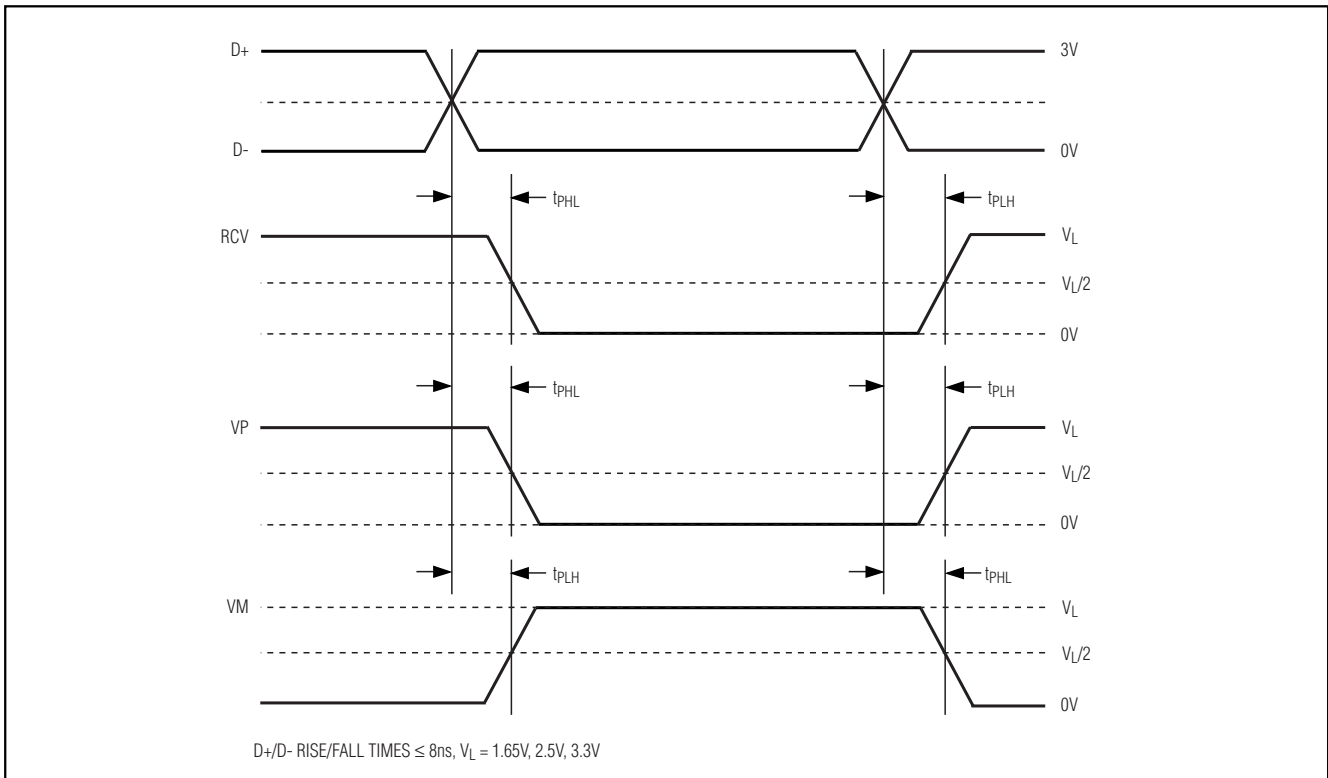 D+
3V
D-
0V
tPHL
tPLH
RCV
VL
VL/2
0V
tPHL
tPLH
VP
VL
VL/2
0V
tPLH
tPHL
VM
VL
VL/2
0V
D+/D- RISE/FALL TIMES ≤ 8ns, VL = 1.65V, 2.5V, 3.3V